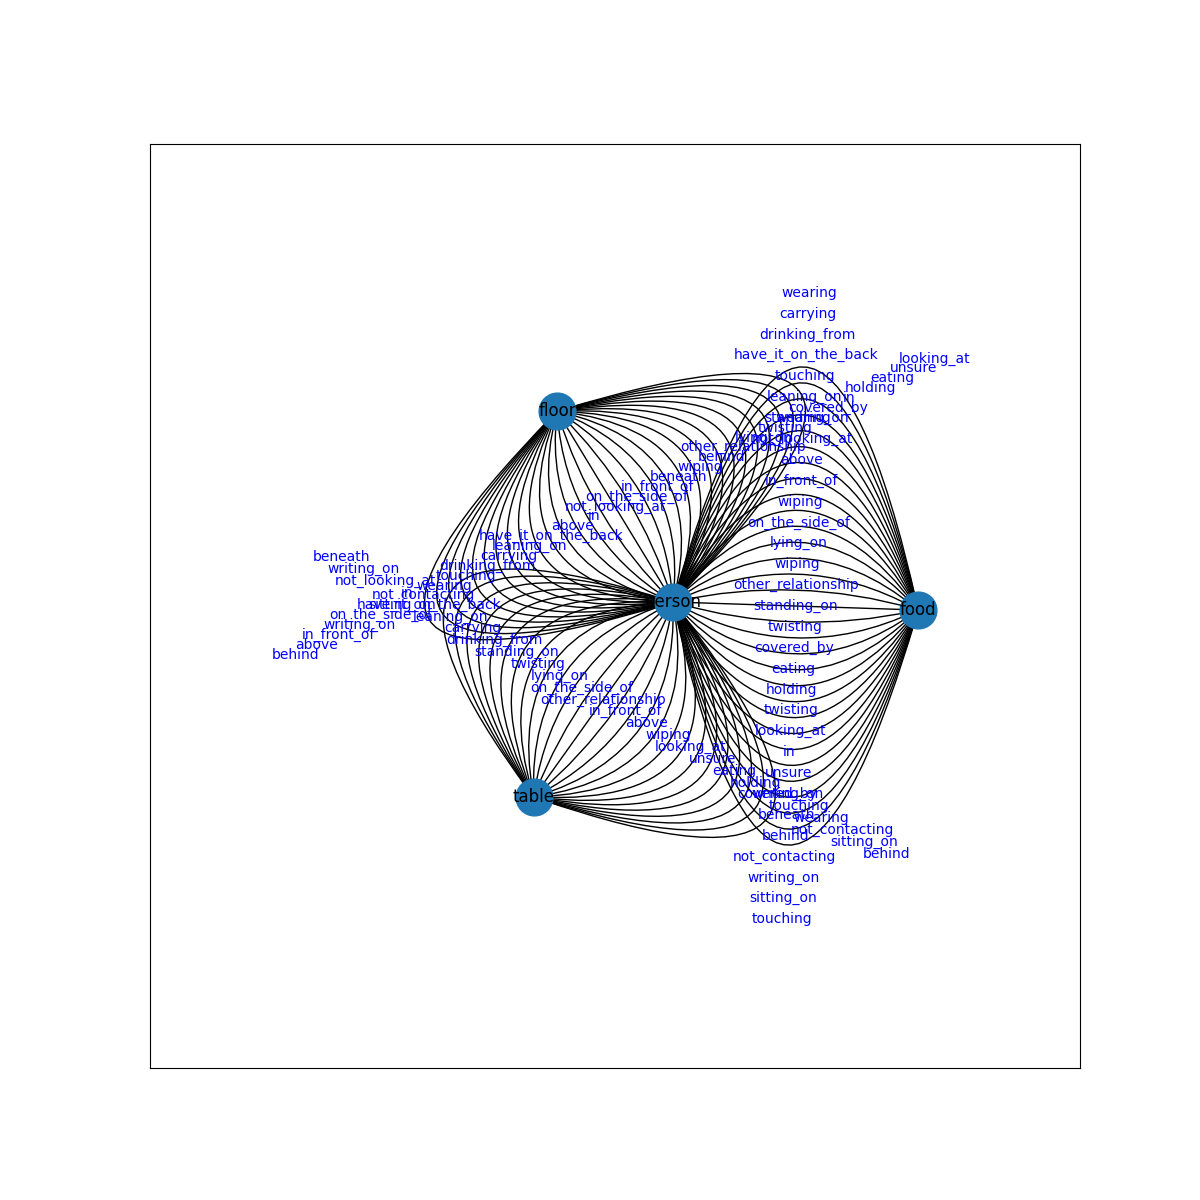 wearing
carrying
drinking_from
have_it_on_the_back
looking_at
unsure
touching
eating
holding
leaning_on
in
covered_by
floor
standing_on
twisting
lying_on
not_looking_at
other_relationship
behind
above
wiping
beneath
in_front_of
in_front_of
on_the_side_of
wiping
not_looking_at
in
on_the_side_of
above
have_it_on_the_back
leaning_on
lying_on
carrying
beneath
drinking_from
wiping
writing_on
touching
not_looking_at
wearing
other_relationship
in
not_contacting
have_it_on_the_back
sitting_on
person
standing_on
food
on_the_side_of
leaning_on
writing_on
carrying
twisting
in_front_of
drinking_from
above
standing_on
covered_by
behind
twisting
eating
lying_on
on_the_side_of
holding
other_relationship
in_front_of
twisting
above
wiping
looking_at
looking_at
in
unsure
eating
unsure
holding
table
covered_by
touching
beneath
wearing
not_contacting
behind
sitting_on
behind
not_contacting
writing_on
sitting_on
touching